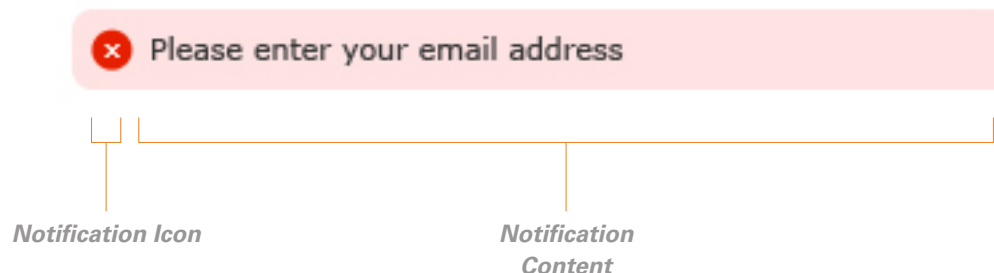 Please enter your email address
Notification Icon
Notification
Content